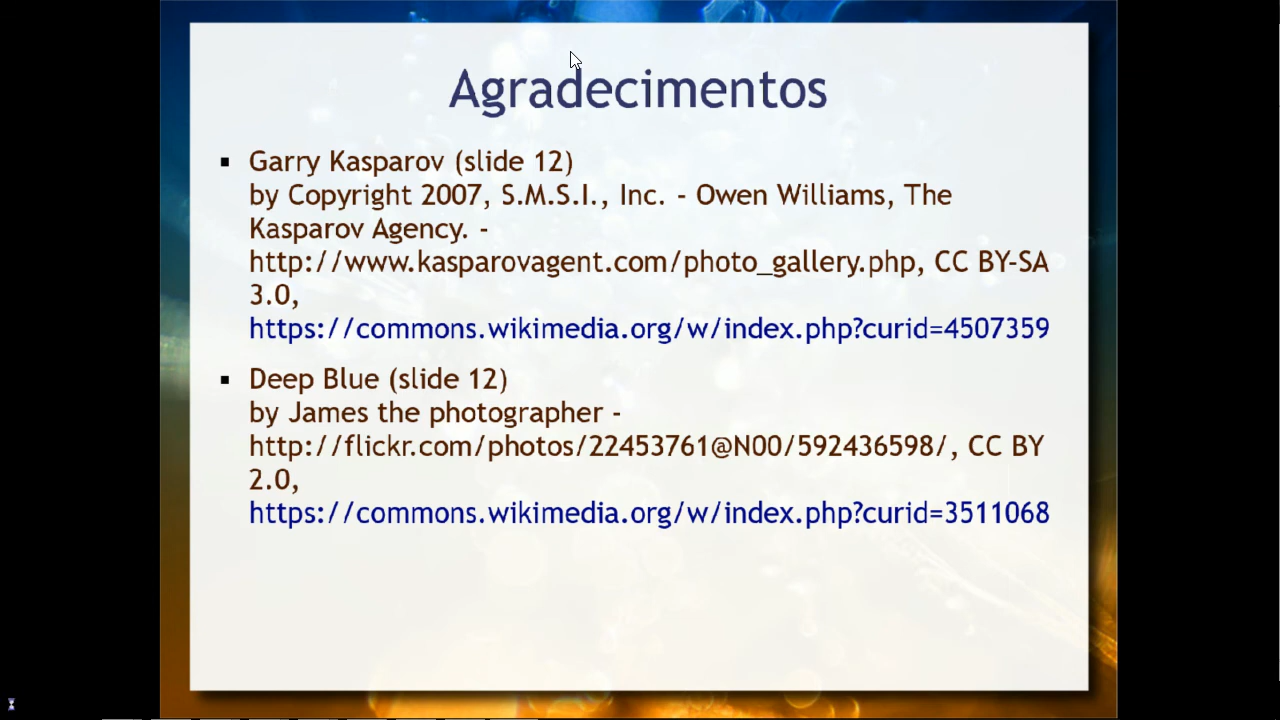 Agradecimentos
Garry Kasparov (slide 12)
by Copyright 2007, S.M.S.I., Inc. - Owen Williams, The
Kasparov Agency. -
http://www.kasparovagent.com/photo_gallery.php, CC BY-SA
3.0,
https://commons.wikimedia.org/w/index.php?curid=4507359
Deep Blue (slide 12)
by James the photographer -
http://flickr.com/photos/22453761@N00/592436598/, CC BY
2.0,
https://commons.wikimedia.org/w/index.php?curid=3511068